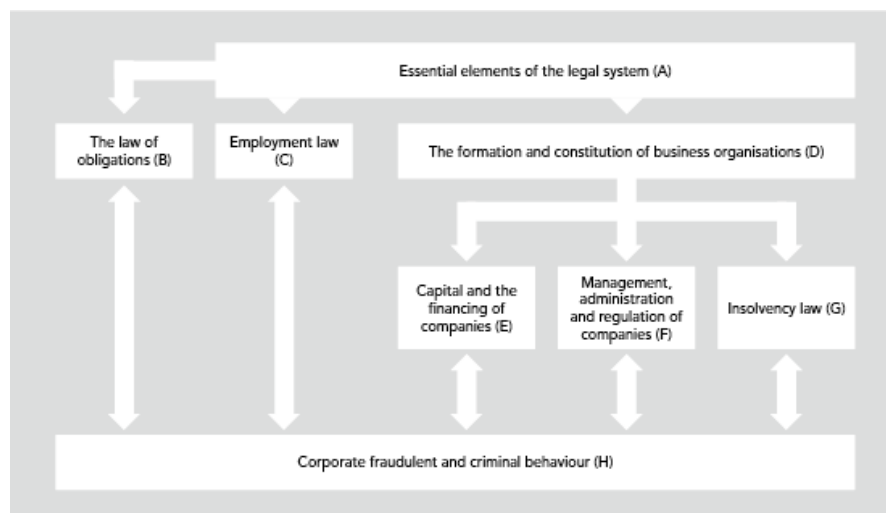 Essential elements of the legal system (A)
The law of
obligations (B)
Employment law
(C)
The formation and constitution of business organisations (D)
Capital and the
financing of
companies (E)
Management,
administration
and regulation of
companies (F)
Insolvency law (G)
Corporate fraudulent and criminal behaviour (H)